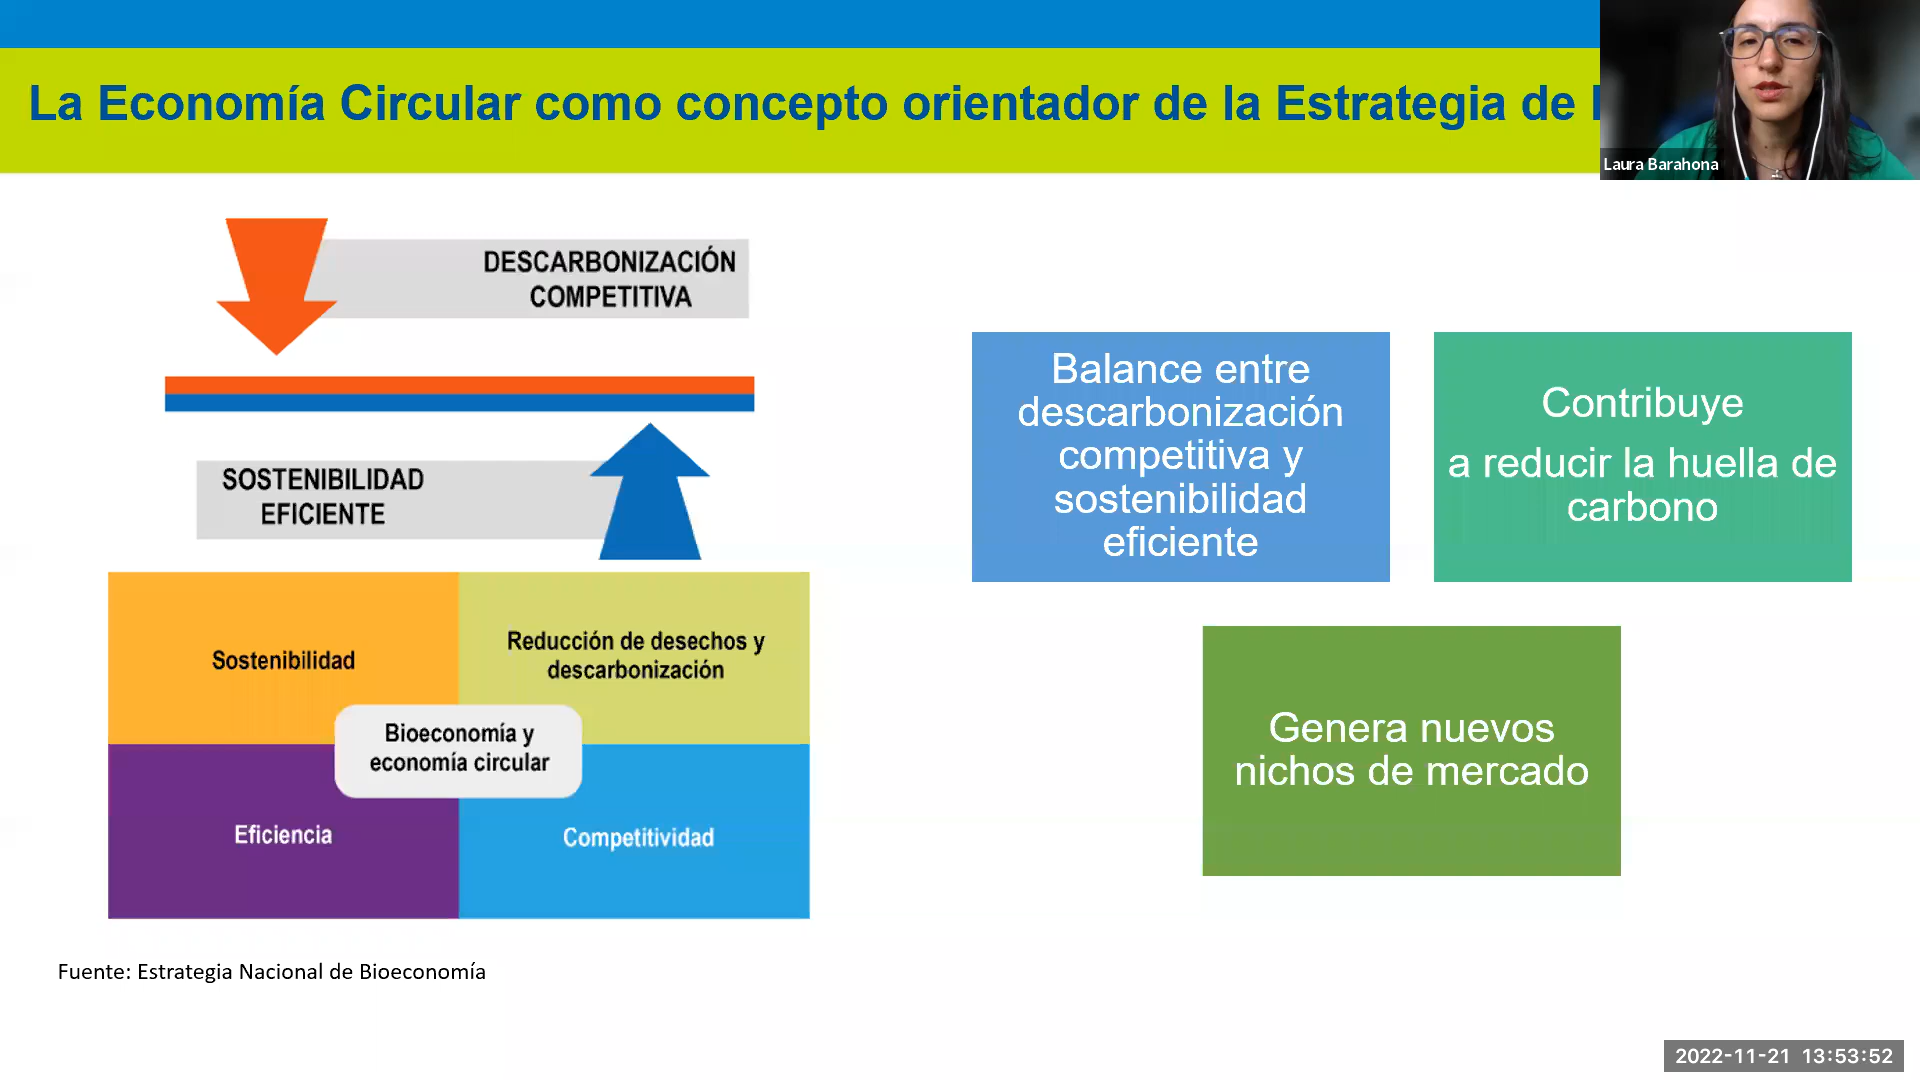 La Economía Circular como concepto orientador de la Estrategia de
Laura Barahona
DESCARBONIZACIÓN
COMPETITIVA
SOSTENIBILIDAD
EFICIENTE
Sostenibilidad
Reducción de desechos y
descarbonización
Bioeconomía y
economía circular
Eficiencia
Competitividad
Balance entre
descarbonización
competitiva y
sostenibilidad
eficiente
Contribuye
a reducir la huella de
carbono
Genera nuevos
nichos de mercado
Fuente: Estrategia Nacional de Bioeconomía
2022-11-21 13:53:52